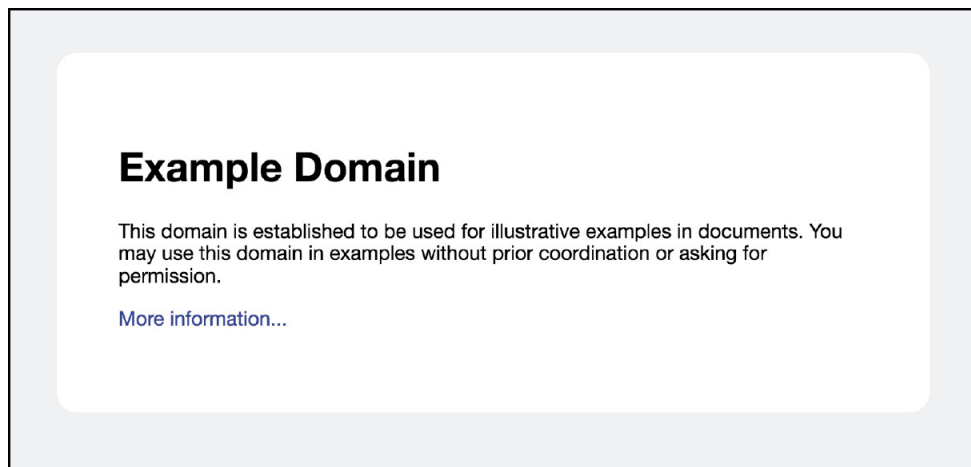 Example Domain
This domain is established to be used for illustrative examples in documents. You
may use this domain in examples without prior coordination or asking for
permission.
More information...